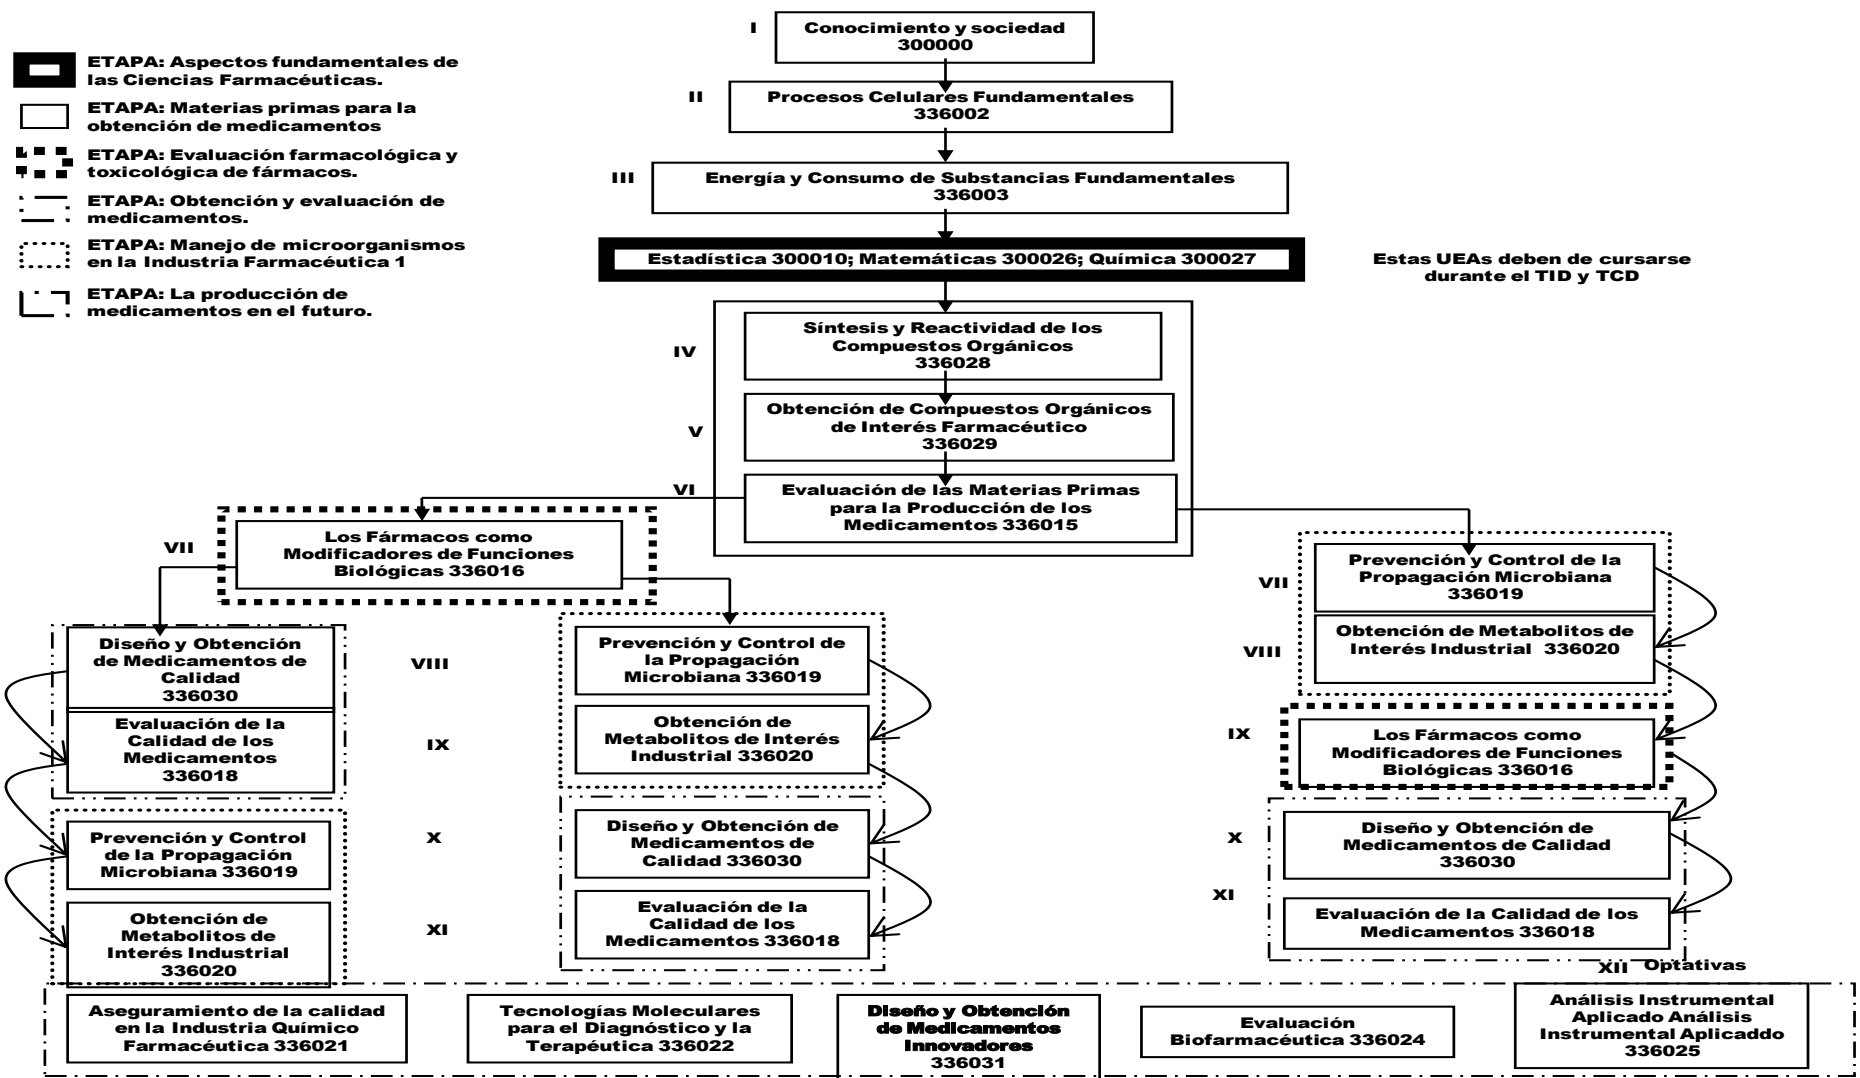 I
Conocimiento y sociedad
300000
ETAPA: Aspectos fundamentales de
las Ciencias Farmacéuticas.
ETAPA: Materias primas para la
obtención de medicamentos
ETAPA: Evaluación farmacológica y
toxicológica de fármacos.
ETAPA: Obtención y evaluación de
medicamentos.
ETAPA: Manejo de microorganismos
en la Industria Farmacéutica 1
ETAPA: La producción de
medicamentos en el futuro.
II
Procesos Celulares Fundamentales
336002
III
Energía y Consumo de Substancias Fundamentales
336003
Estadística 300010; Matemáticas 300026; Química 300027
Estas UEAs deben de cursarse
durante el TID y TCD
IV
Síntesis y Reactividad de los
Compuestos Orgánicos
336028
V
Obtención de Compuestos Orgánicos
de Interés Farmacéutico
336029
VI
Evaluación de las Materias Primas
para la Producción de los
Medicamentos 336015
VII
Los Fármacos como
Modificadores de Funciones
Biológicas 336016
Diseño y Obtención
de Medicamentos de
Calidad
336030
Evaluación de la
Calidad de los
Medicamentos
336018
Prevención y Control
de la Propagación
Microbiana 336019
Obtención de
Metabolitos de
Interés Industrial
336020
VIII
IX
X
XI
Prevención y Control de
la Propagación
Microbiana 336019
Obtención de
Metabolitos de Interés
Industrial 336020
Diseño y Obtención de
Medicamentos de
Calidad 336030
Evaluación de la
Calidad de los
Medicamentos 336018
VII
Prevención y Control de la
Propagación Microbiana
336019
VIII
Obtención de Metabolitos de
Interés Industrial 336020
IX
Los Fármacos como
Modificadores de Funciones
Biológicas 336016
X
Diseño y Obtención de
Medicamentos de Calidad
336030
XI
Evaluación de la Calidad de los
Medicamentos 336018
XII Optativas
Aseguramiento de la calidad
en la Industria Químico
Farmacéutica 336021
Tecnologías Moleculares
para el Diagnóstico y la
Terapéutica 336022
Diseño y Obtención
de Medicamentos
Innovadores
336031
Evaluación
Biofarmacéutica 336024
Análisis Instrumental
Aplicado Análisis
Instrumental Aplicaddo
336025